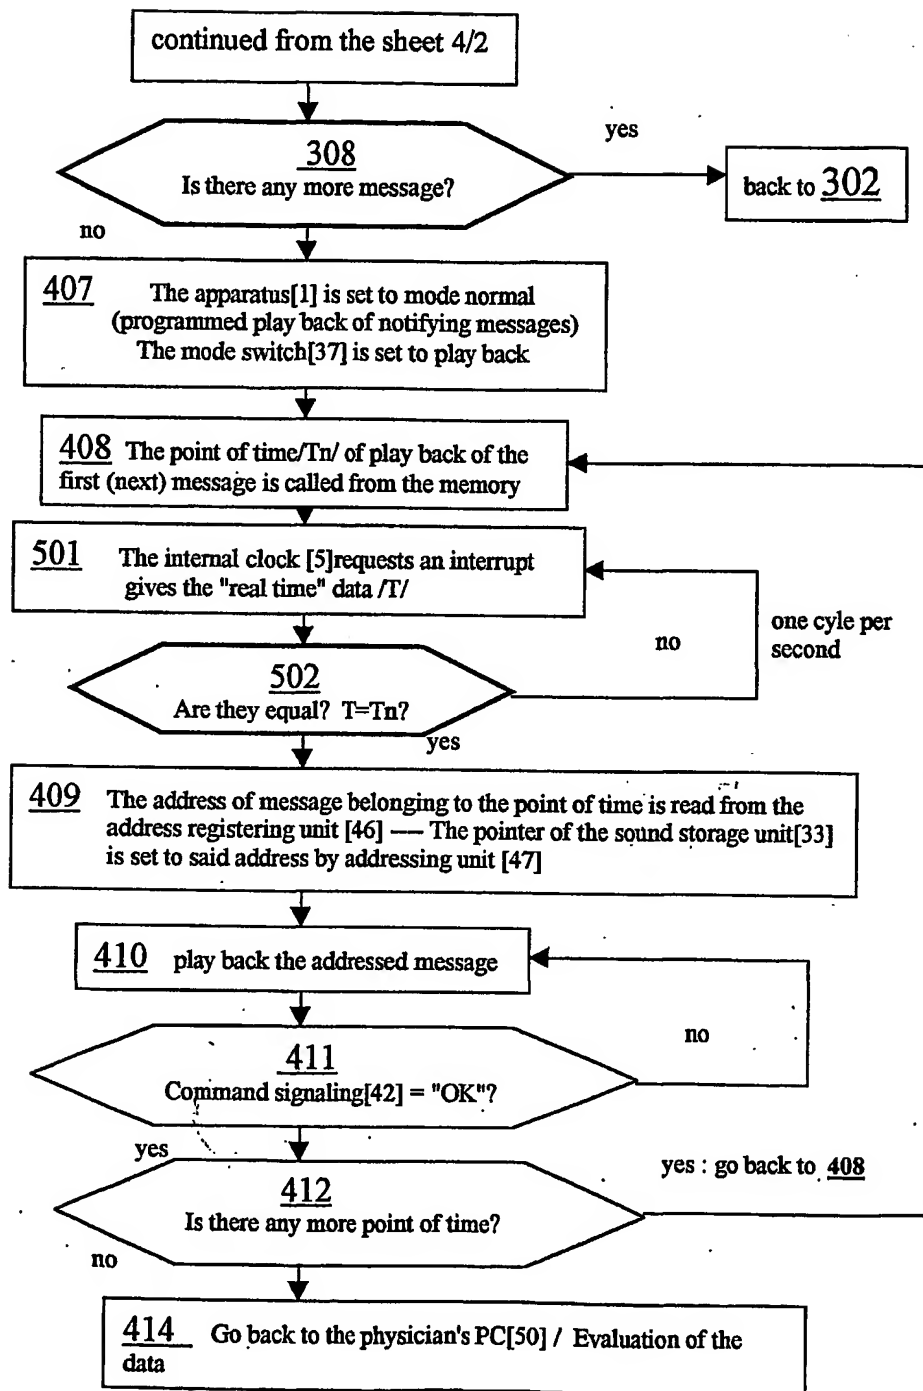 continued from the sheet 4/2
308
Is there any more message?
yes
back to 302
no
407 The apparatus[1] is set to mode normal
(programmed play back of notifying messages)
The mode switch[37] is set to play back
408 The point of time/Tn/ of play back of the
first (next) message is called from the memory
501 The internal clock [5]requests an interrupt
gives the "real time" data /T/
no
one cyle per
second
502
Are they equal? T=Tn?
yes
409 The address of message belonging to the point of time is read from the
address registering unit [46] — The pointer of the sound storage unit[33]
is set to said address by addressing unit [47]
410 play back the addressed message
no
411
Command signaling[42] = "OK"?
yes
yes : go back to 408
412
Is there any more point of time?
no
414 Go back to the physician's PC[50] / Evaluation of the
data